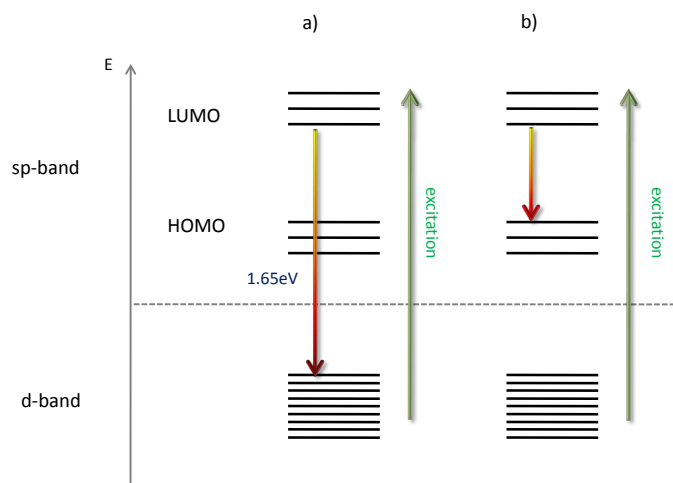 a)
b)
E
LUMO
sp-band
excitation
excitation
HOMO
1.65eV
d-band